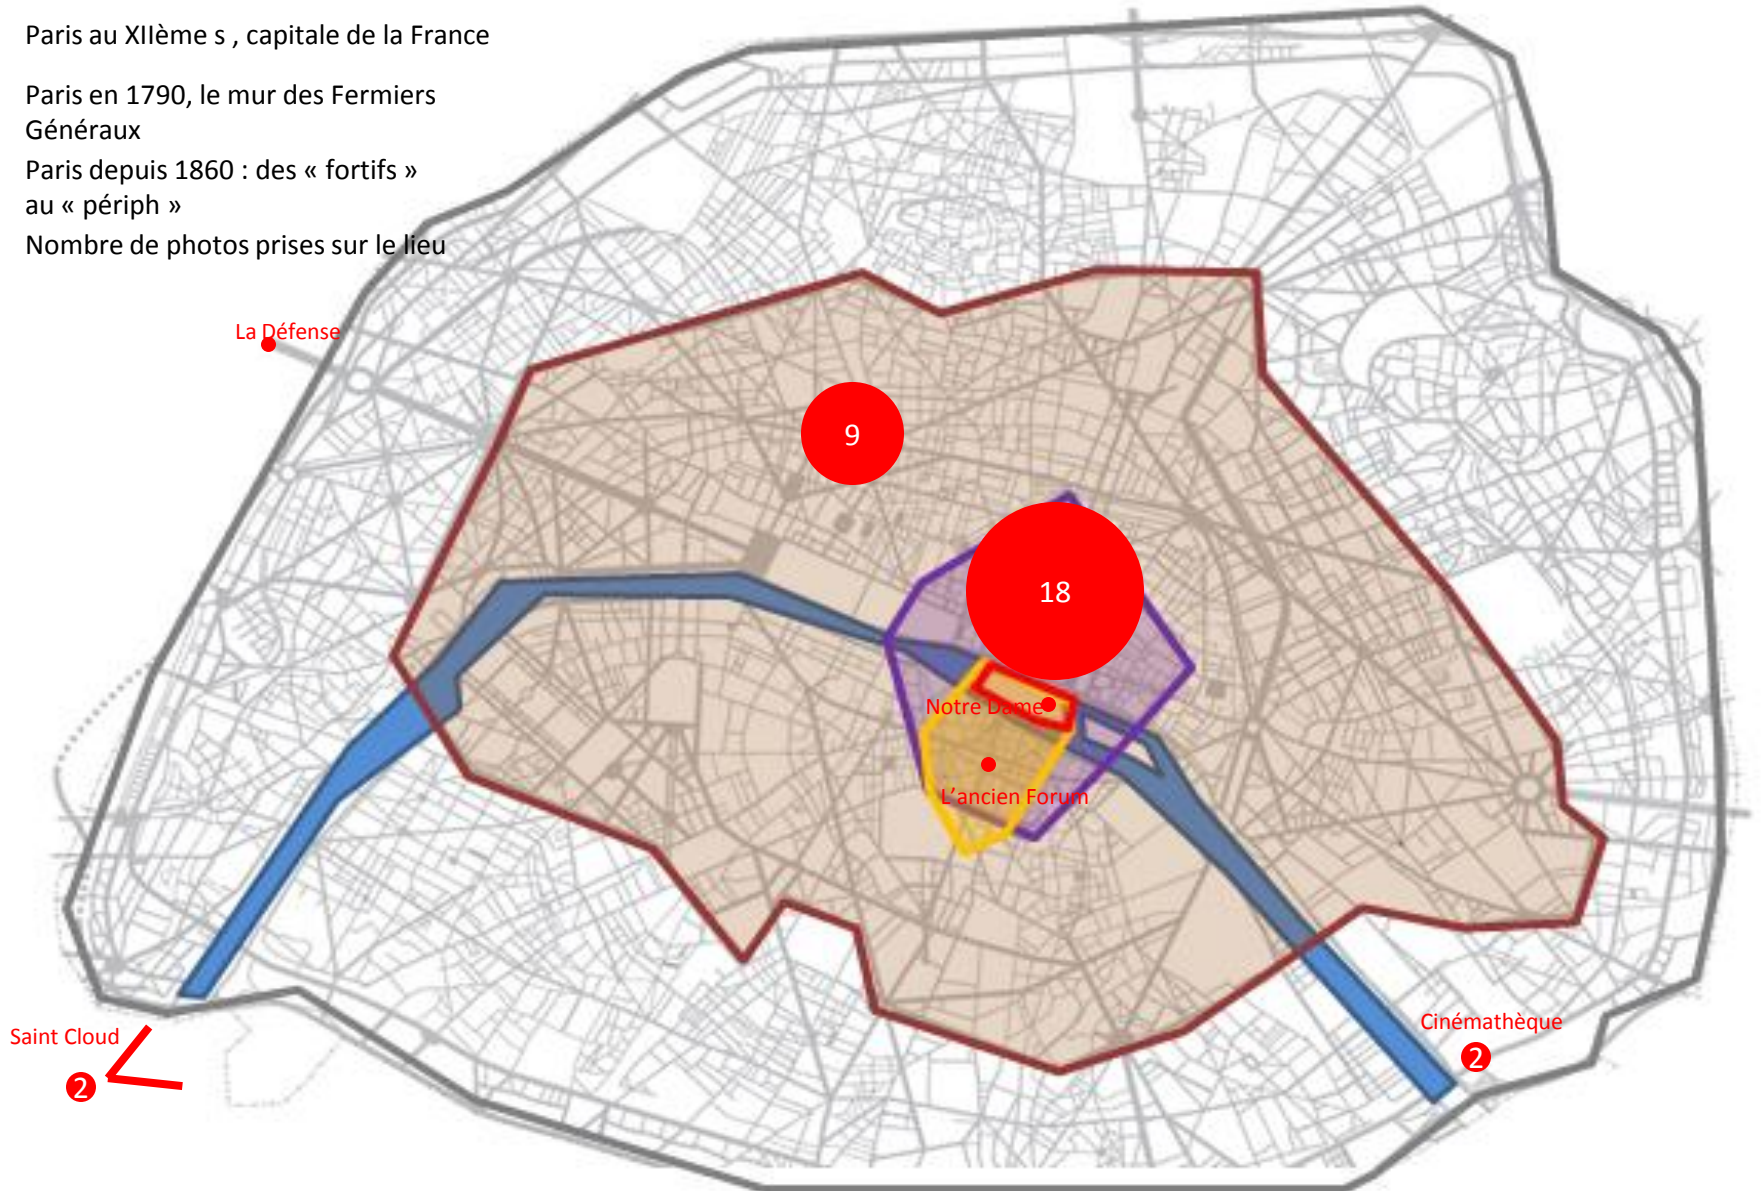 Paris au XIIème s , capitale de la France
Paris en 1790, le mur des Fermiers
Généraux
Paris depuis 1860 : des « fortifs »
au « périph »
Nombre de photos prises sur le lieu
La Défense
9
18
Notre Dame
L’ancien Forum
Saint Cloud
2
Cinémathèque
2